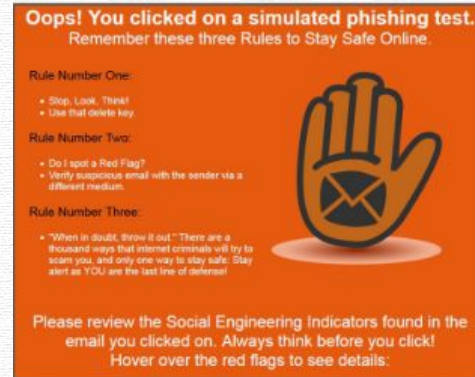 Oops! You clicked on a simulated phishing test.
Remember these three Rules to Stay Safe Online.
Rule Number One:
• Stop, Look, Think!
• Use that delete key.
Rule Number Two:
• Do I spot a Red Flag?
• Verify suspicious email with the sender via a
different medium.
Rule Number Three:
• "When in doubt, throw it out." There are a
thousand ways that internet criminals will try to
scam you, and only one way to stay safe: Stay
alert as YOU are the last line of defense!
Please review the Social Engineering Indicators found in the
email you clicked on. Always think before you click!
Hover over the red flags to see details: